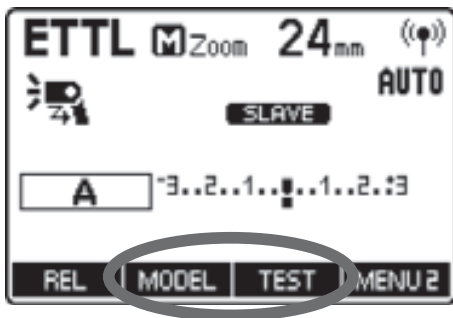 ETTL M Zoom 24mm
AUTO
SLAVE
A -3..2..1..0..1..2.:3
REL MODEL TEST MENU 2